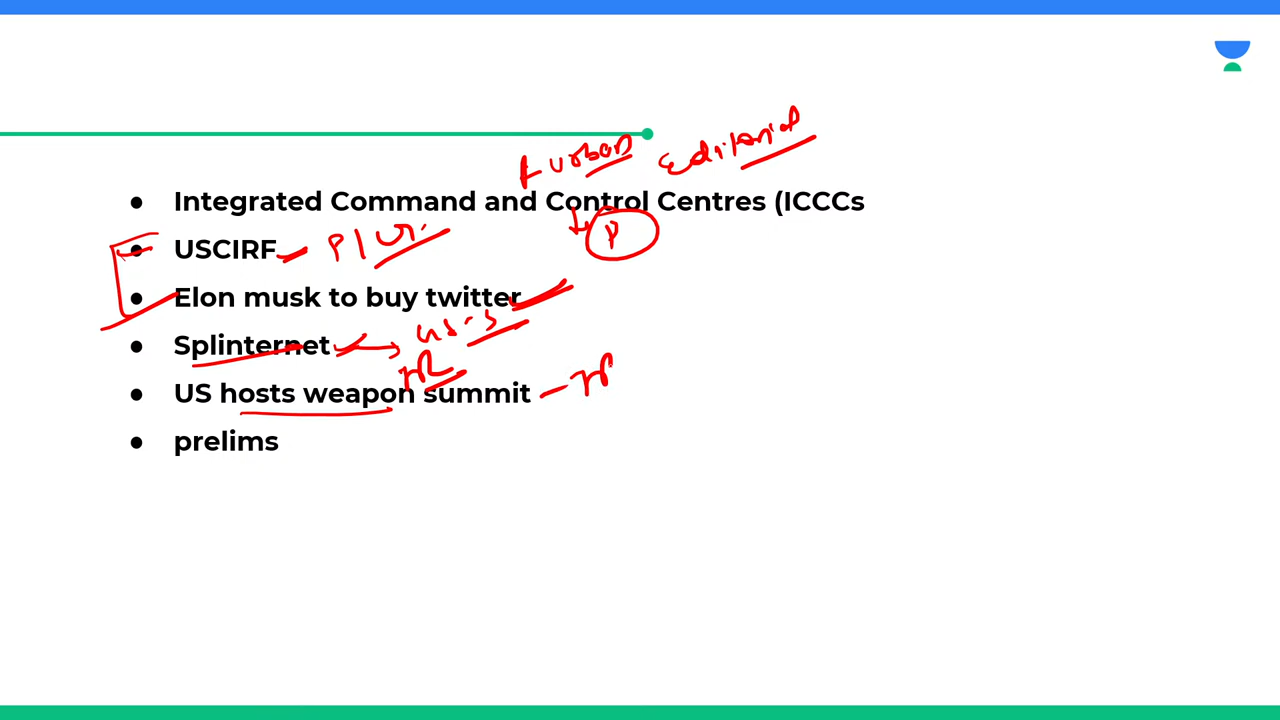 urban Editorial
● Integrated Command and Control Centres (ICCCs
P
● USCIRF
● Elon musk to buy twitter
● Splinternet
● US hosts weapon summit
● prelims